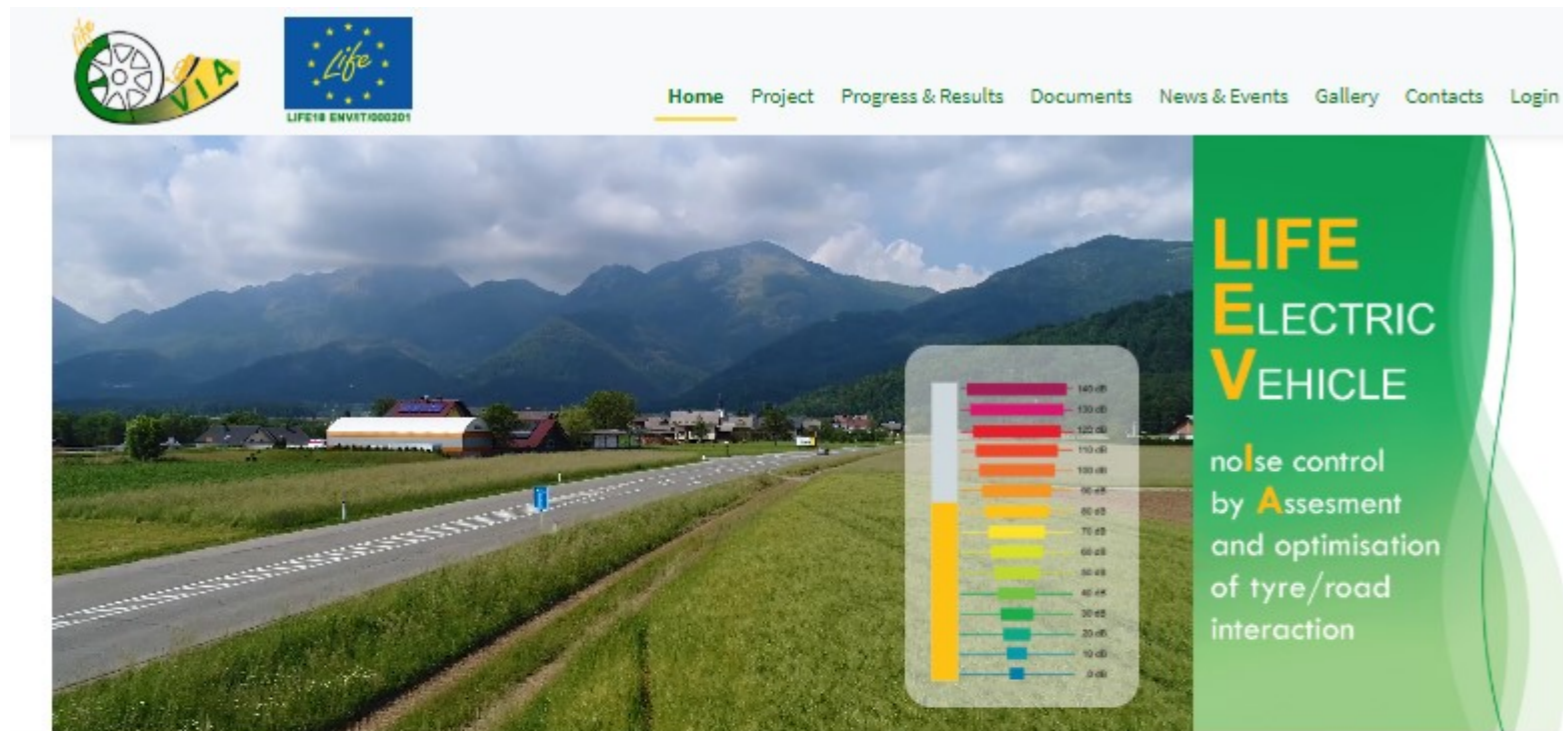 Life
VIA
Life
LIFE18 ENV/IT/000201
Home Project Progress & Results Documents News & Events Gallery Contacts Login
LIFE
ELECTRIC
VEHICLE
noIse control
by Assesment
and optimisation
of tyre/road
interaction
140 dB
130 dB
120 dB
110 dB
100 dB
90 dB
80 dB
70 dB
60 dB
50 dB
40 dB
30 dB
20 dB
10 dB
0 dB